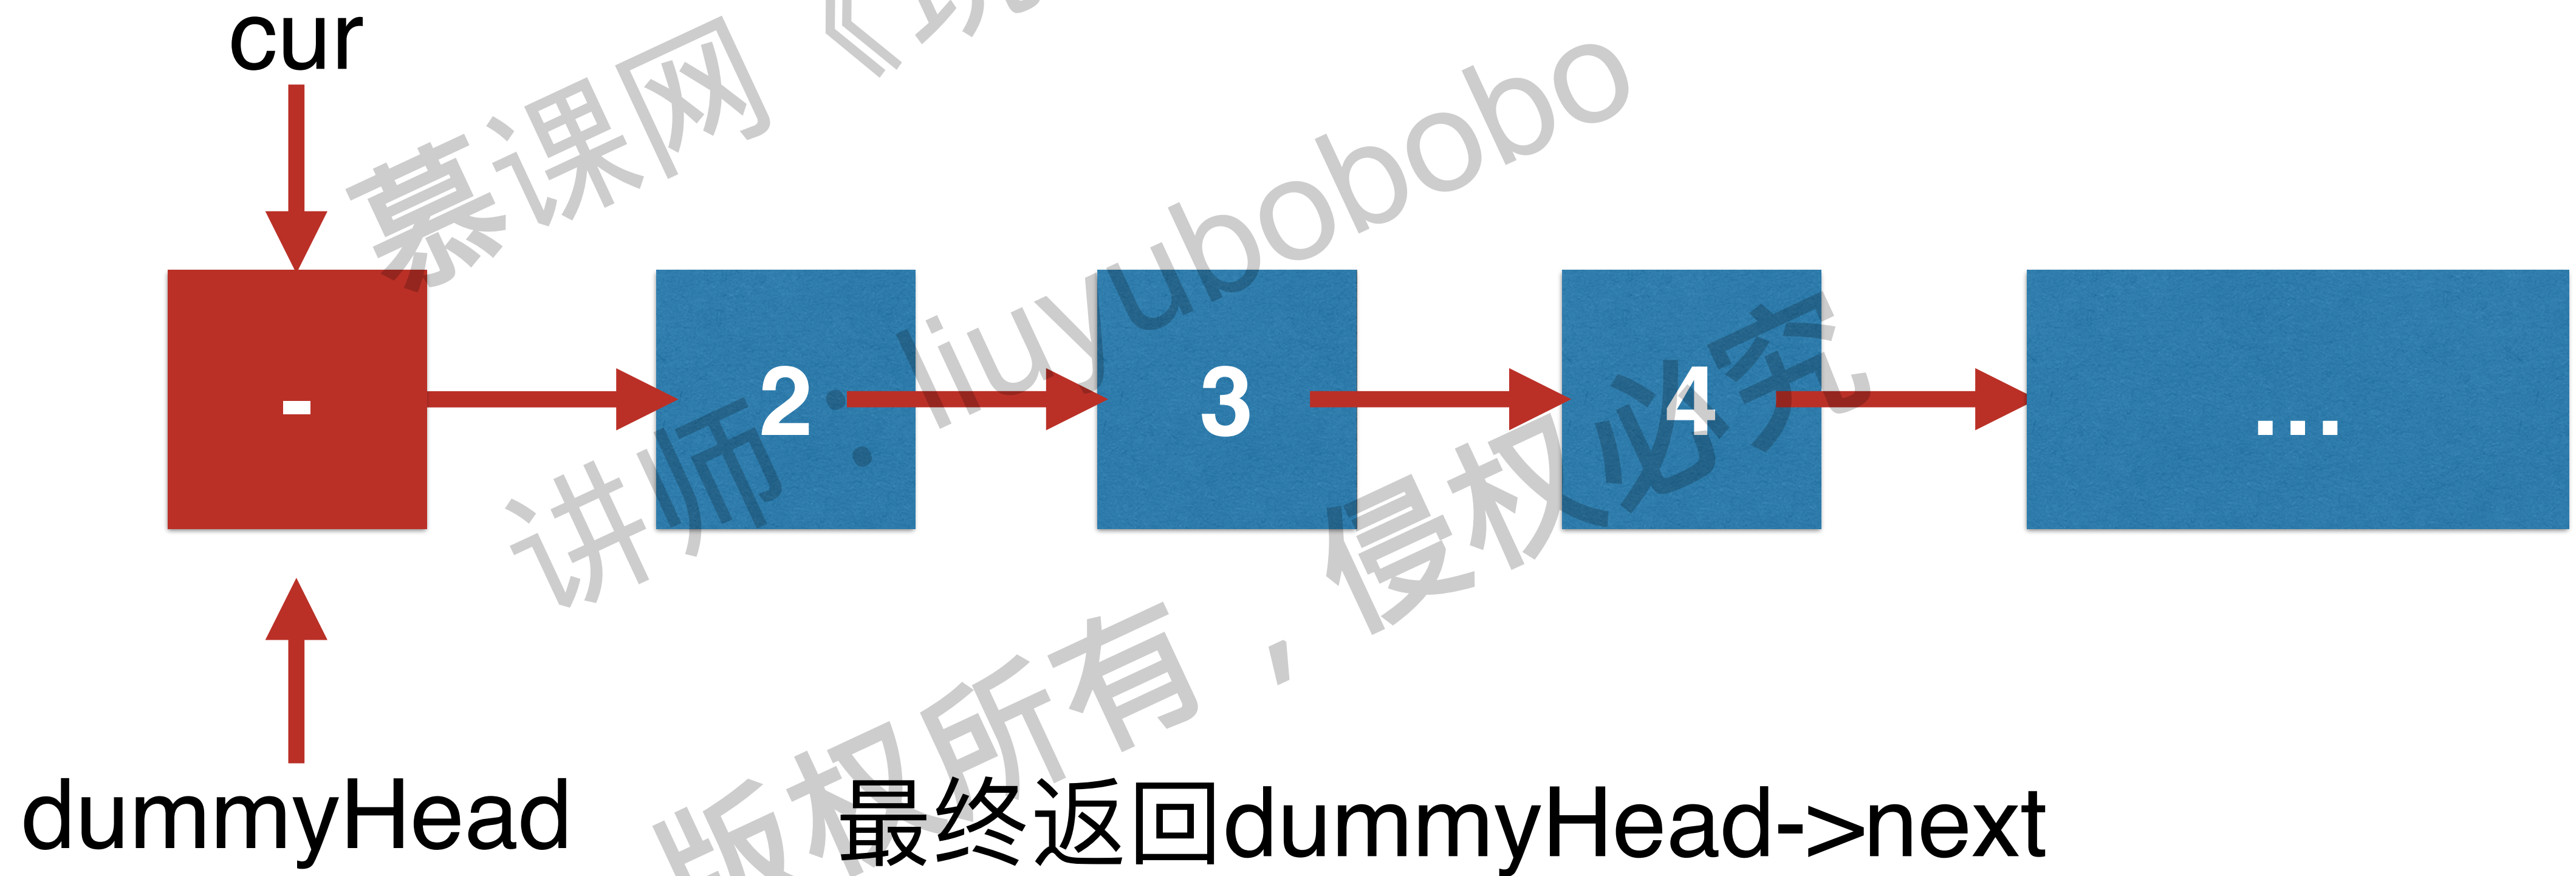 cur
慕课网《玩
讲师：liuyubobobo
版权所有，侵权必究
- 2 3 4 ...
dummyHead
最终返回dummyHead->next